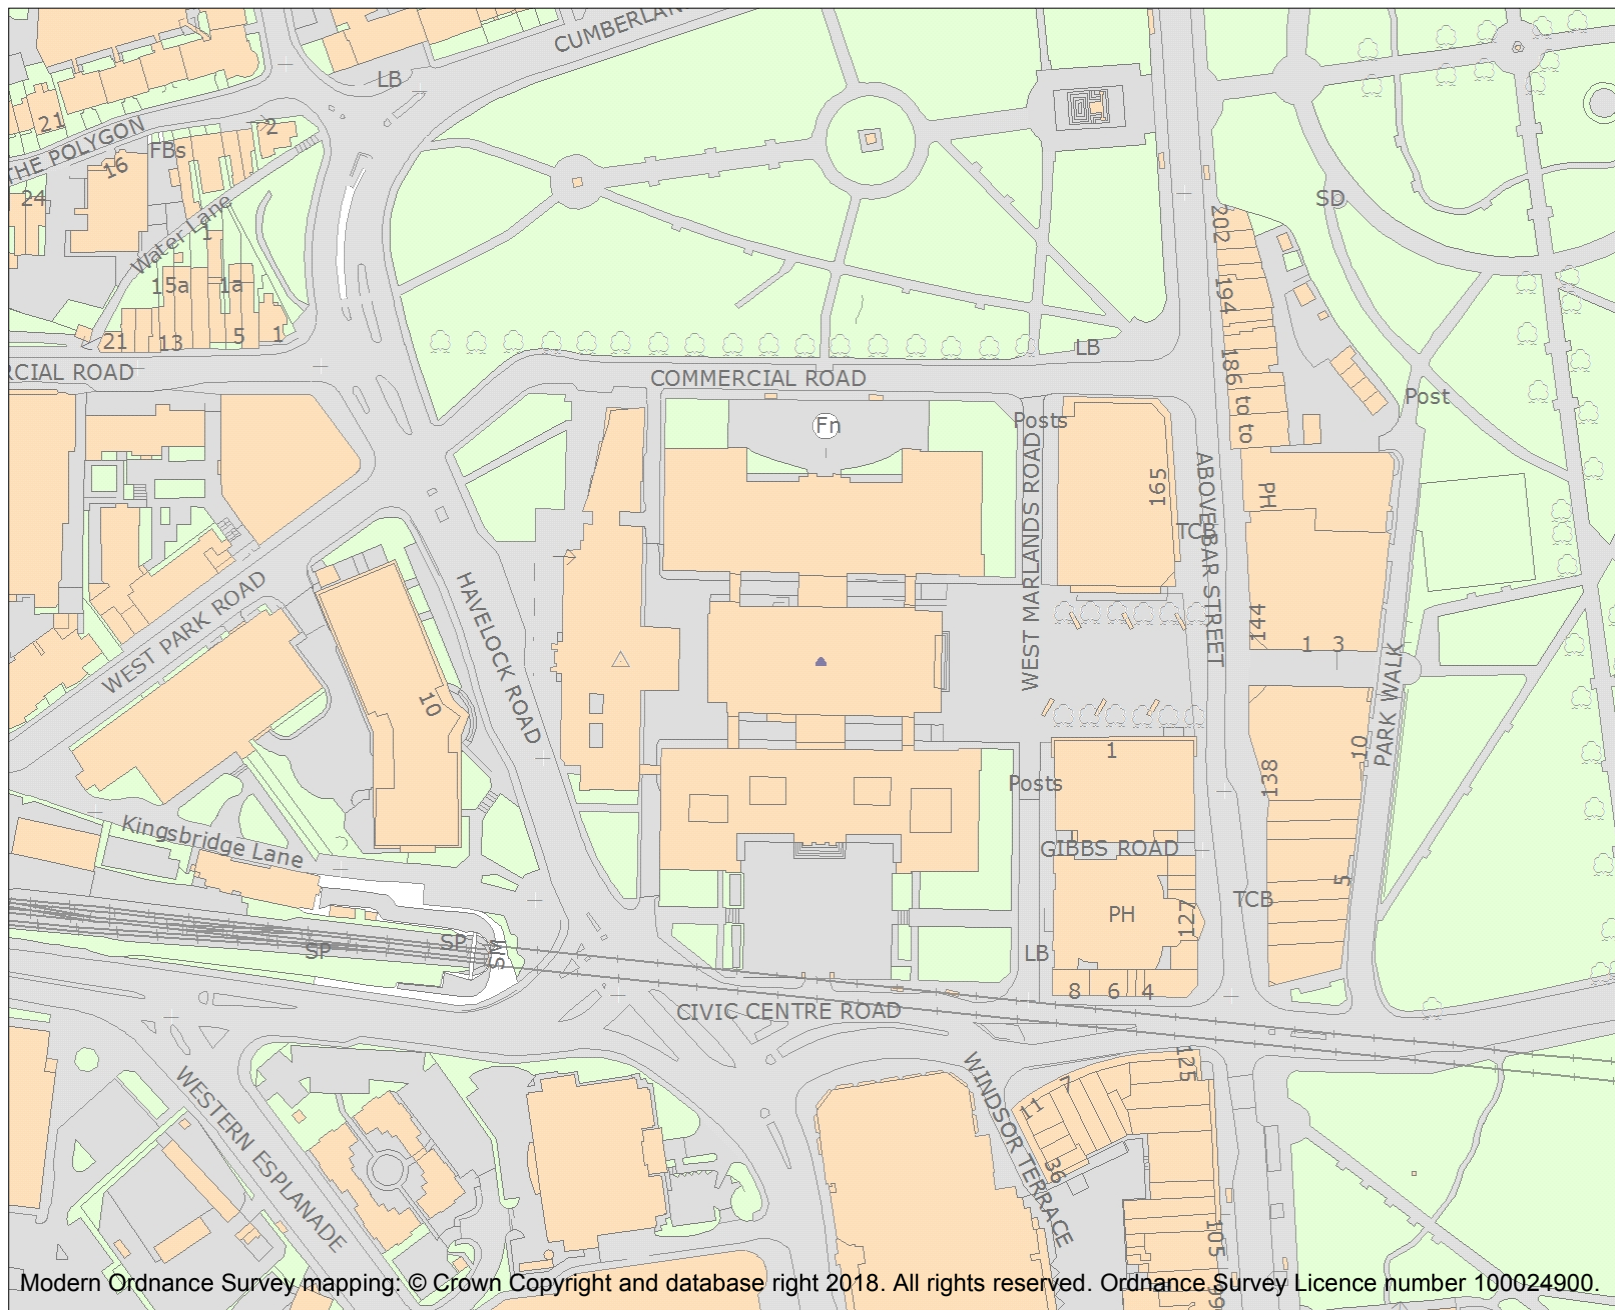 CUMBERLAN
LB
21
THE POLYGON
2
FBs
16
24
Water Lane
1
SD
202
15a
1a
194
21
13
5
1
LB
RCIAL ROAD
COMMERCIAL ROAD
186 to
to
Post
Fn
Posts
WEST MARLANDS ROAD
165
ABOVE BAR STREET
PH
TCB
WEST PARK ROAD
HAVELOCK ROAD
144
1
3
PARK WALK
10
10
1
138
Posts
Kingsbridge Lane
GIBBS ROAD
5
PH
127
TCB
SP
SP
SM
LB
8
6
4
CIVIC CENTRE ROAD
WESTERN ESPLANADE
WINDSOR TERRACE
7
11
125
36
105
99
Modern Ordnance Survey mapping: © Crown Copyright and database right 2018. All rights reserved. Ordnance Survey Licence number 100024900.